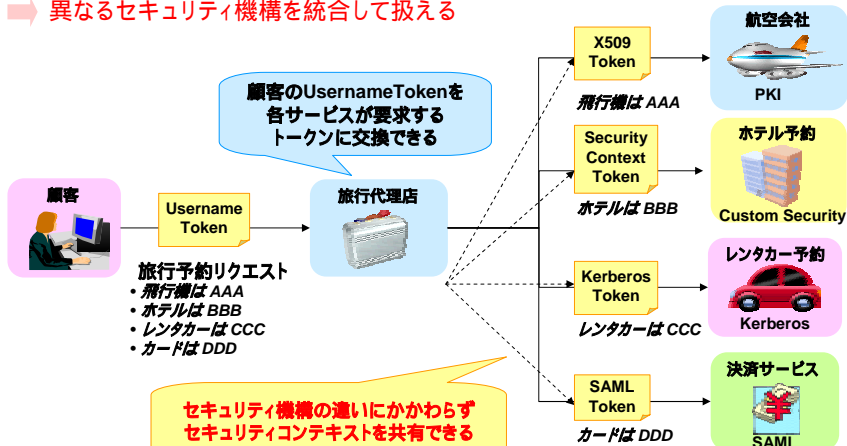 異なるセキュリティ機構を統合して扱える
顧客のUsernameTokenを
各サービスが要求する
トークンに交換できる
顧客
Username
Token
旅行予約リクエスト
• 飛行機は AAA
• ホテルは BBB
• レンタカーは CCC
• カードは DDD
旅行代理店
X509
Token
飛行機は AAA
航空会社
PKI
Security
Context
Token
ホテルは BBB
ホテル予約
Custom Security
Kerberos
Token
レンタカーは CCC
レンタカー予約
Kerberos
SAML
Token
カードは DDD
決済サービス
SAML
セキュリティ機構の違いにかかわらず
セキュリティコンテキストを共有できる